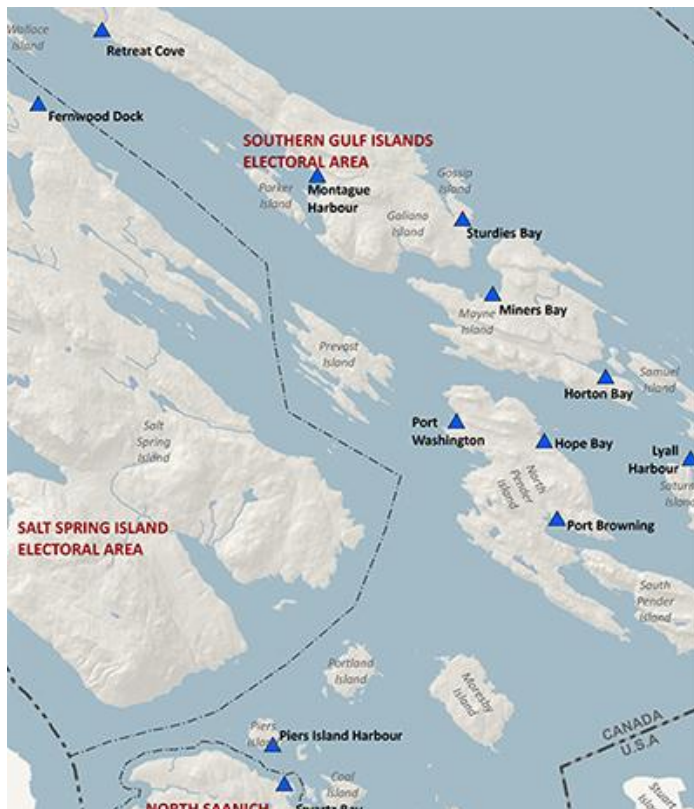 Wallace
Island
Retreat Cove
Fernwood Dock
SOUTHERN GULF ISLANDS
ELECTORAL AREA
Gossip
Island
Parker
Island
Montague
Harbour
Galiano
Island
Sturdies Bay
Mayne
Island
Miners Bay
Prevost
Island
Samuel
Island
Horton Bay
Port
Washington
Hope Bay
Lyall
Harbour
Salt
Spring
Island
North
Pender
Island
SALT SPRING ISLAND
ELECTORAL AREA
Port Browning
South
Pender
Island
Portland
Island
Moresby
Island
Piers
Island
Piers Island Harbour
CANADA
U.S.A
Coal
Island
NORTH SAANICH